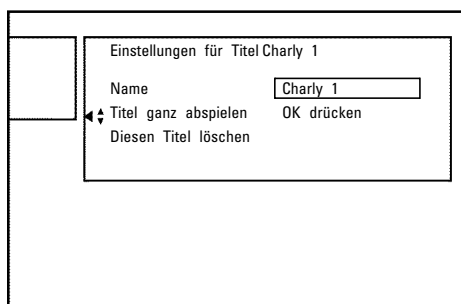 Einstellungen für Titel Charly 1
Name Charly 1
Titel ganz abspielen OK drücken
Diesen Titel löschen